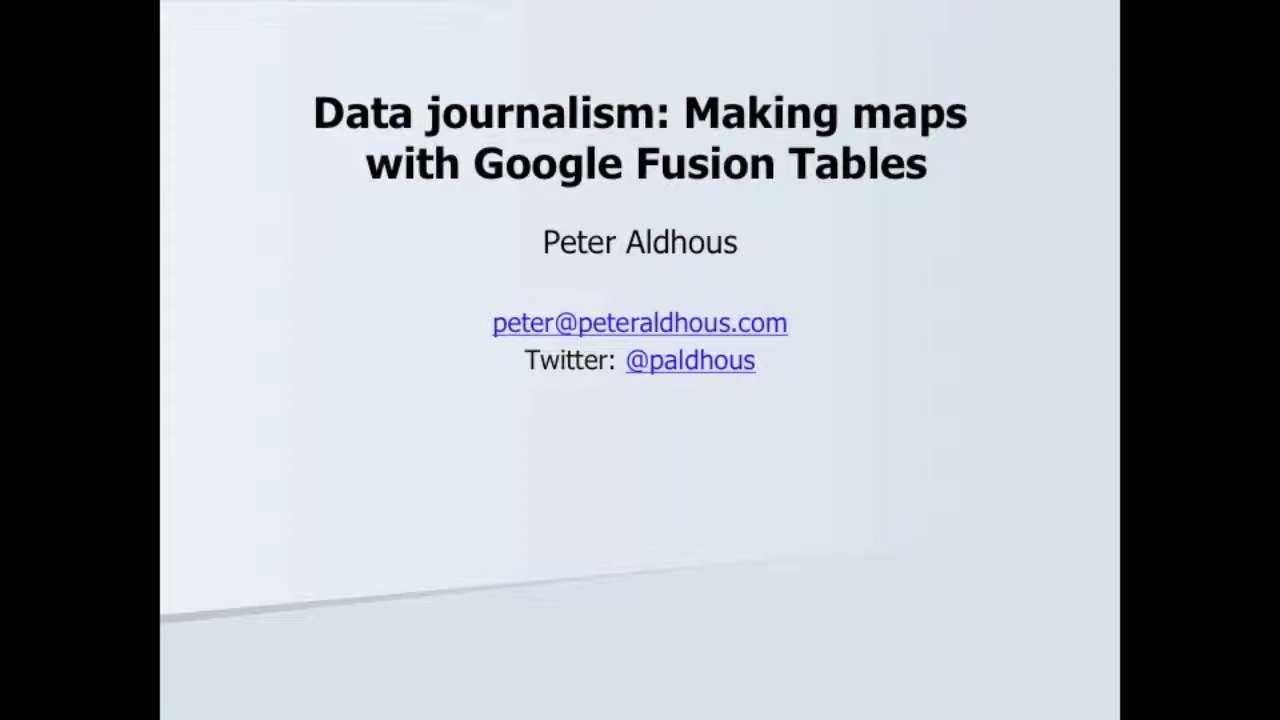 Data journalism: Making maps
with Google Fusion Tables
Peter Aldhous
peter@peteraldhous.com
Twitter: @paldhous